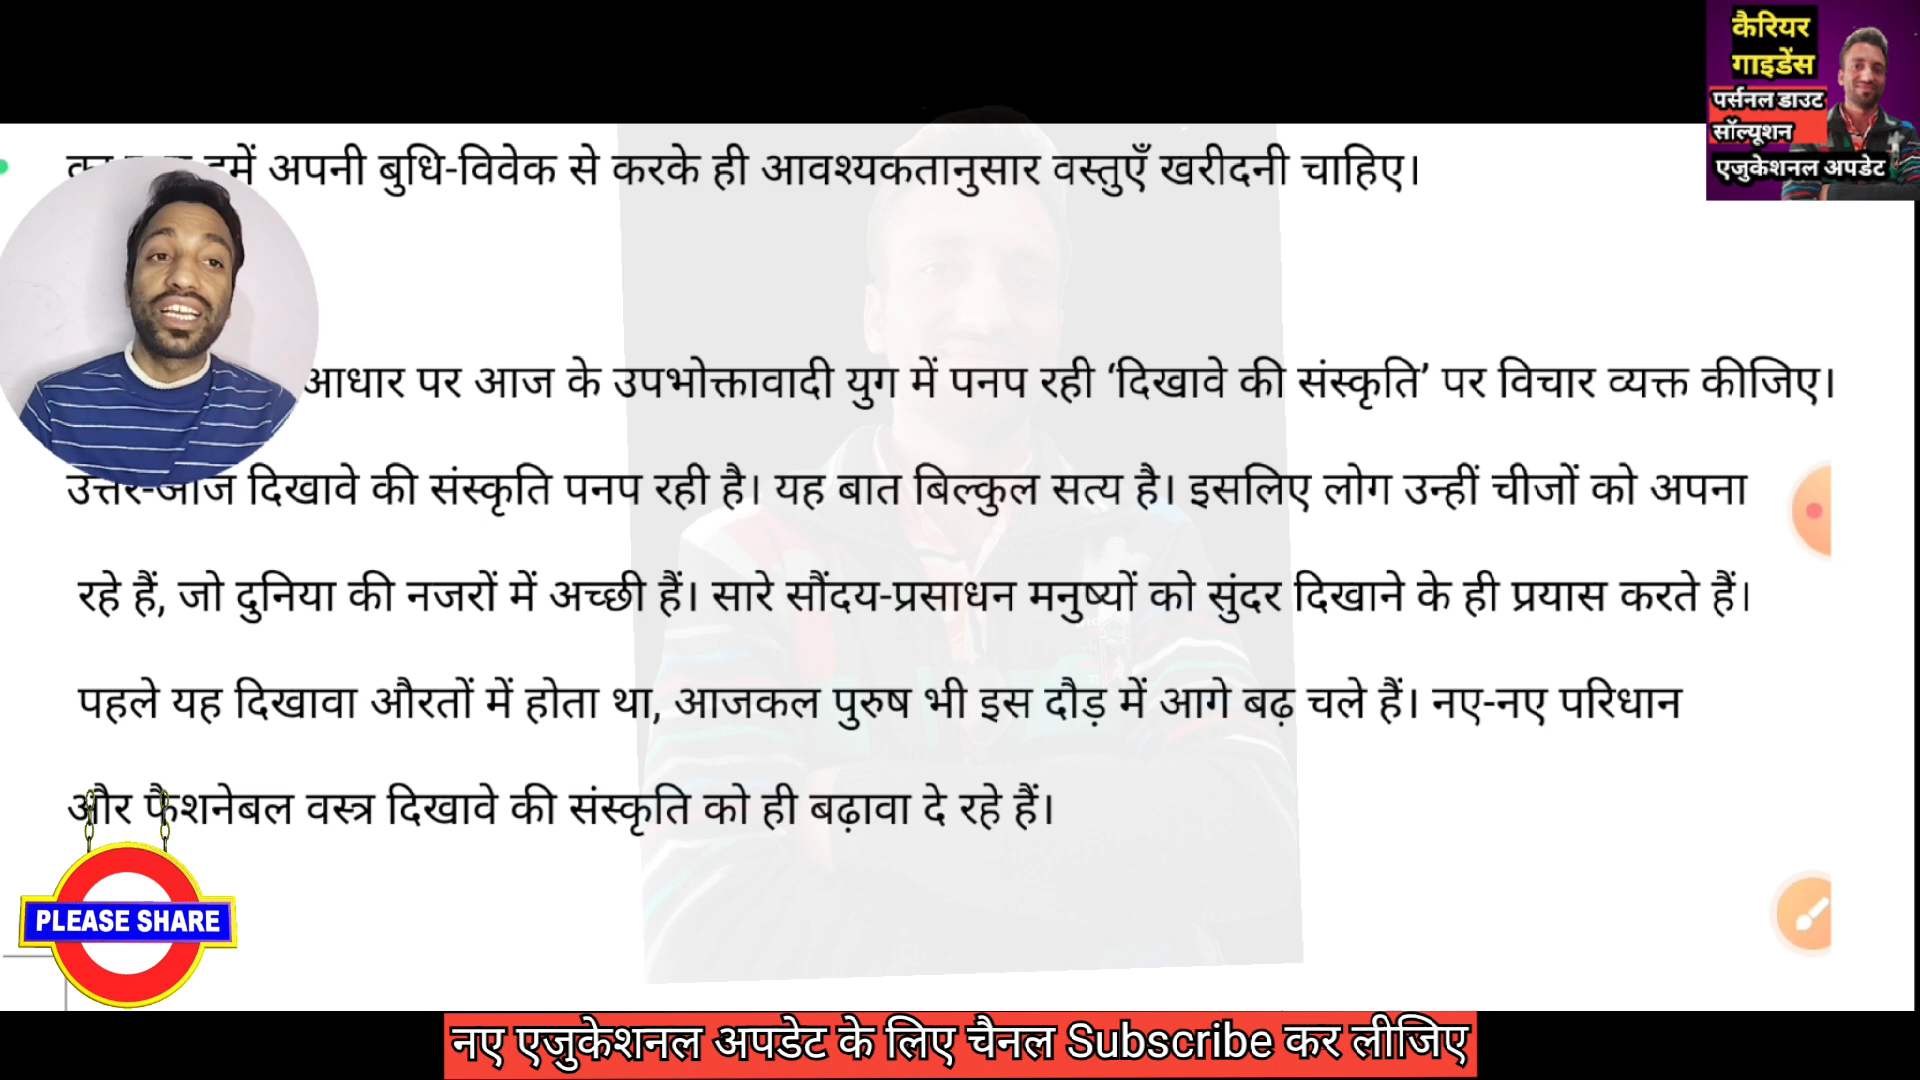 कैरियर
गाइडेंस
पर्सनल डाउट
सॉल्यूशन
एजुकेशनल अपडेट
हमें अपनी बुधि-विवेक से करके ही आवश्यकतानुसार वस्तुएँ खरीदनी चाहिए।
आधार पर आज के उपभोक्तावादी युग में पनप रही ‘दिखावे की संस्कृति’ पर विचार व्यक्त कीजिए।
उत्तर-आज दिखावे की संस्कृति पनप रही है। यह बात बिल्कुल सत्य है। इसलिए लोग उन्हीं चीजों को अपना
रहे हैं, जो दुनिया की नजरों में अच्छी हैं। सारे सौंदय-प्रसाधन मनुष्यों को सुंदर दिखाने के ही प्रयास करते हैं।
पहले यह दिखावा औरतों में होता था, आजकल पुरुष भी इस दौड़ में आगे बढ़ चले हैं। नए-नए परिधान
और फैशनेबल वस्त्र दिखावे की संस्कृति को ही बढ़ावा दे रहे हैं।
PLEASE SHARE
नए एजुकेशनल अपडेट के लिए चैनल Subscribe कर लीजिए